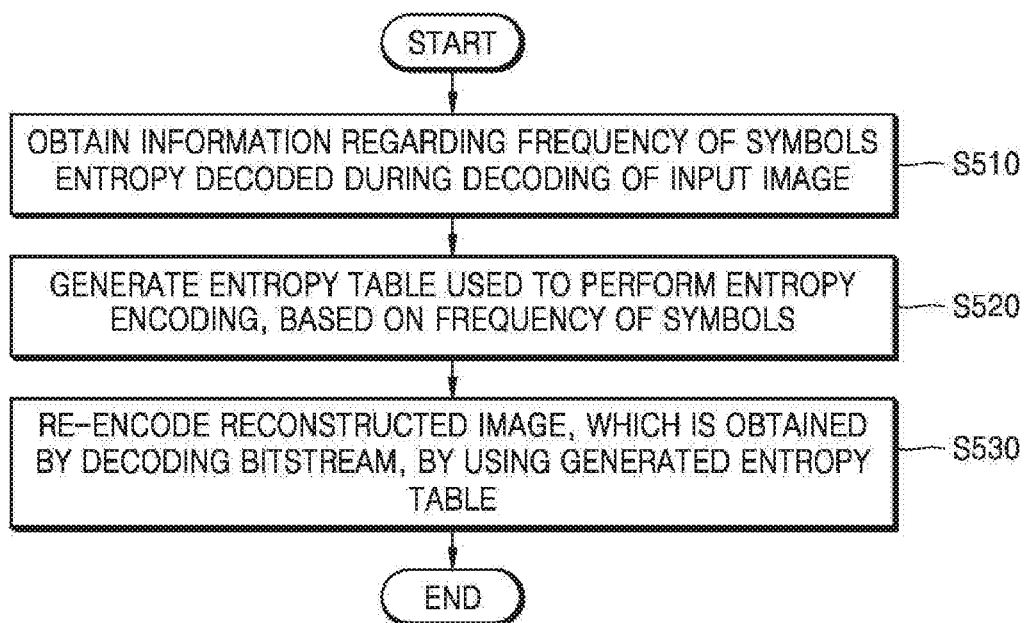 START
OBTAIN INFORMATION REGARDING FREQUENCY OF SYMBOLS
ENTROPY DECODED DURING DECODING OF INPUT IMAGE
S510
GENERATE ENTROPY TABLE USED TO PERFORM ENTROPY
ENCODING, BASED ON FREQUENCY OF SYMBOLS
S520
RE-ENCODE RECONSTRUCTED IMAGE, WHICH IS OBTAINED
BY DECODING BITSTREAM, BY USING GENERATED ENTROPY
TABLE
S530
END